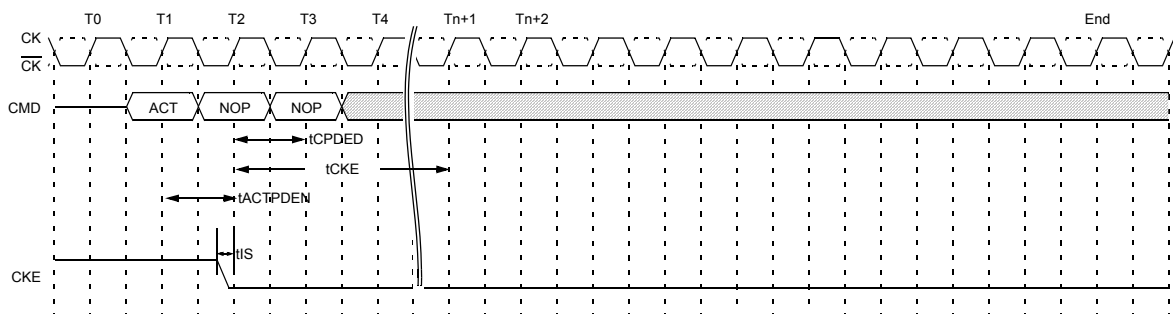 T0 T1 T2 T3 T4 Tn+1 Tn+2 End
CK
CK
CMD ACT NOP NOP
tCPDED
tCKE
tACTPDEN
tIS
CKE